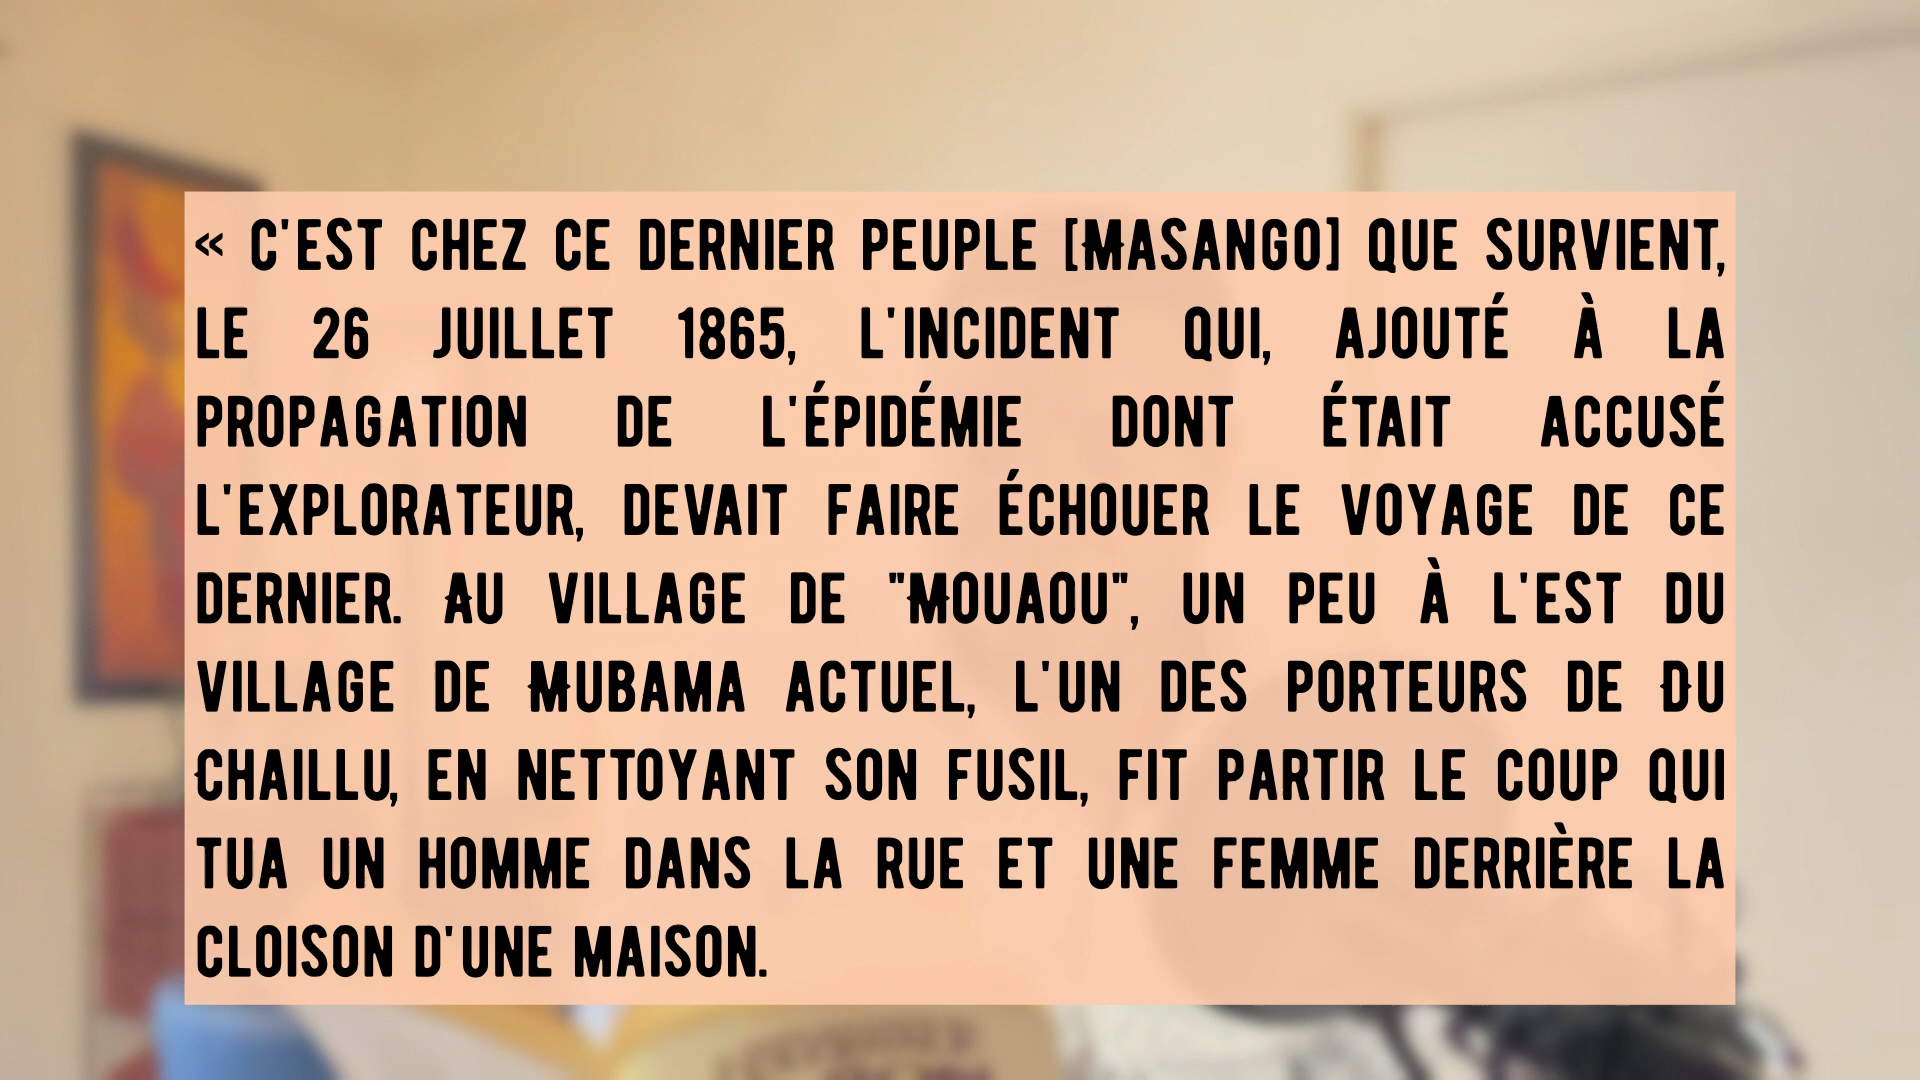 « C'EST CHEZ CE DERNIER PEUPLE [MASANGO] QUE SURVIENT,
LE 26 JUILLET 1865, L'INCIDENT QUI, AJOUTÉ À LA
PROPAGATION DE L'ÉPIDÉMIE DONT ÉTAIT ACCUSÉ
L'EXPLORATEUR, DEVAIT FAIRE ÉCHOUER LE VOYAGE DE CE
DERNIER. AU VILLAGE DE "MOUAOU", UN PEU À L'EST DU
VILLAGE DE MUBAMA ACTUEL, L'UN DES PORTEURS DE DU
CHAILLU, EN NETTOYANT SON FUSIL, FIT PARTIR LE COUP QUI
TUA UN HOMME DANS LA RUE ET UNE FEMME DERRIÈRE LA
CLOISON D'UNE MAISON.